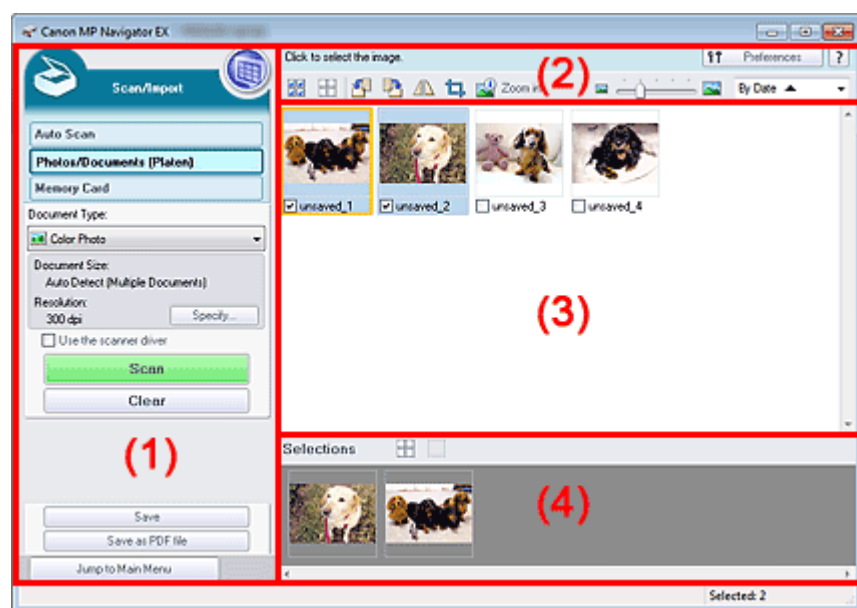 Canon MP Navigator EX
Scan/Import
Auto Scan
Photos/Documents (Platen)
Memory Card
Document Type:
Color Photo
Document Size:
Auto Detect (Multiple Documents)
Resolution:
300 dpi
Specify...
Use the scanner driver
Scan
Clear
(1)
Save
Save as PDF file
Jump to Main Menu
Click to select the image.
Preferences
?
(2)
Zoom in
By Date
unsaved_1
unsaved_2
unsaved_3
unsaved_4
(3)
Selections
(4)
Selected: 2